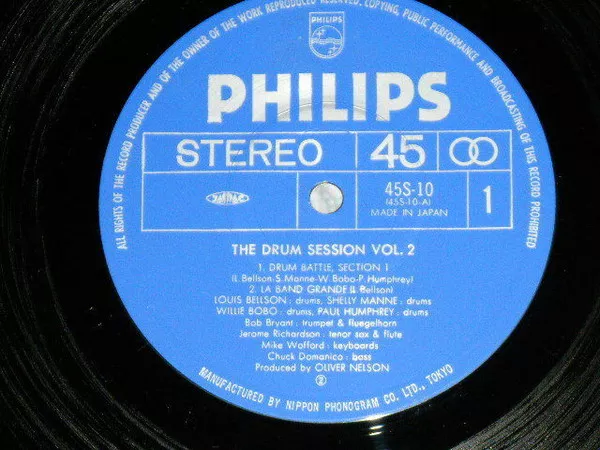 ALL RIGHTS OF THE RECORD PRODUCER AND OF THE OWNER OF THE WORK REPRODUCED RESERVED, COPYING, PUBLIC PERFORMANCE AND BROADCASTING OF THIS RECORD PROHIBITED
PHILIPS
PHILIPS
STEREO 45
45S-10
(45S-10-A)
MADE IN JAPAN
1
THE DRUM SESSION VOL. 2
1. DRUM BATTLE, SECTION 1
(L. Bellson-S. Manne-W. Bobo-P. Humphrey)
2. LA BAND GRANDE (L. Bellson)
LOUIS BELLSON : drums, SHELLY MANNE : drums
WILLIE BOBO : drums, PAUL HUMPHREY : drums
Bob Bryant : trumpet & fluegelhorn
Jerome Richardson : tenor sax & flute
Mike Wofford : keyboards
Chuck Domanico : bass
Produced by OLIVER NELSON
2
MANUFACTURED BY NIPPON PHONOGRAM CO. LTD., TOKYO